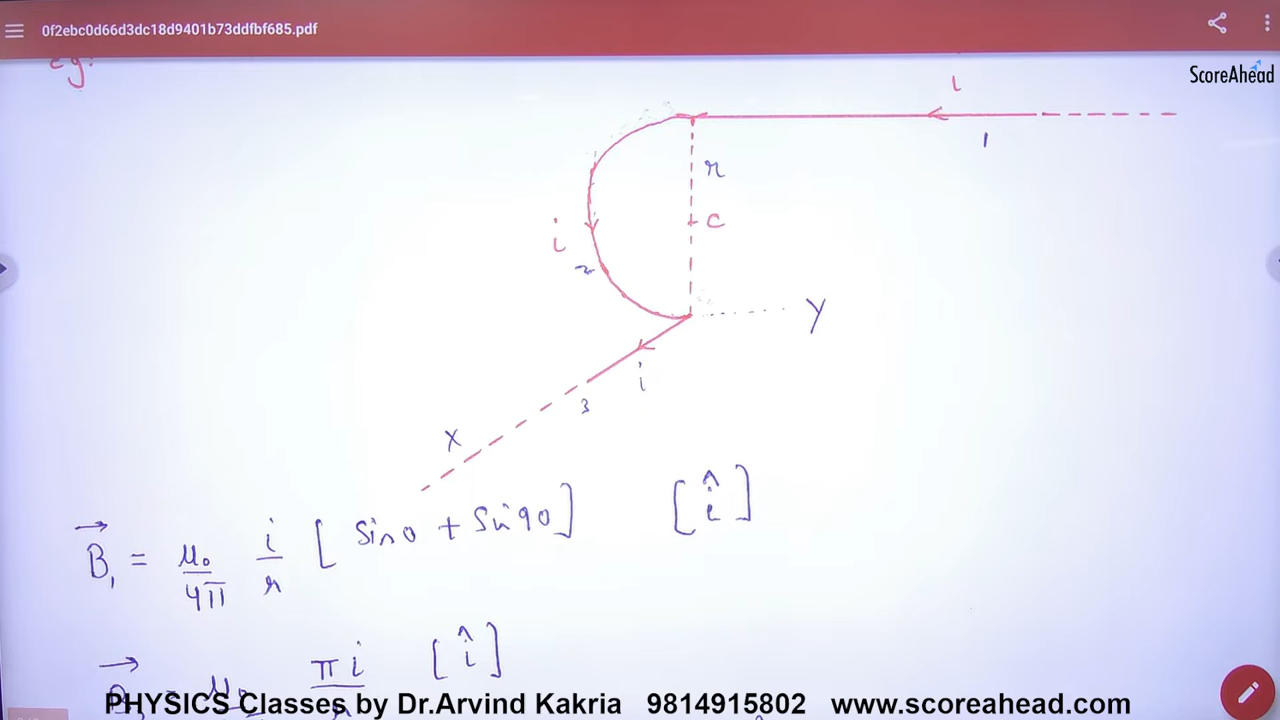 0f2ebc0d66d3dc18d9401b73ddfbf685.pdf
eg:
ScoreAhead
i
1
r
c
i
2
y
i
3
x
B₁ = μ₀/4π i/r [ sin0 + sin90 ] [ î ]
πi [ î ]
PHYSICS Classes by Dr.Arvind Kakria 9814915802 www.scoreahead.com